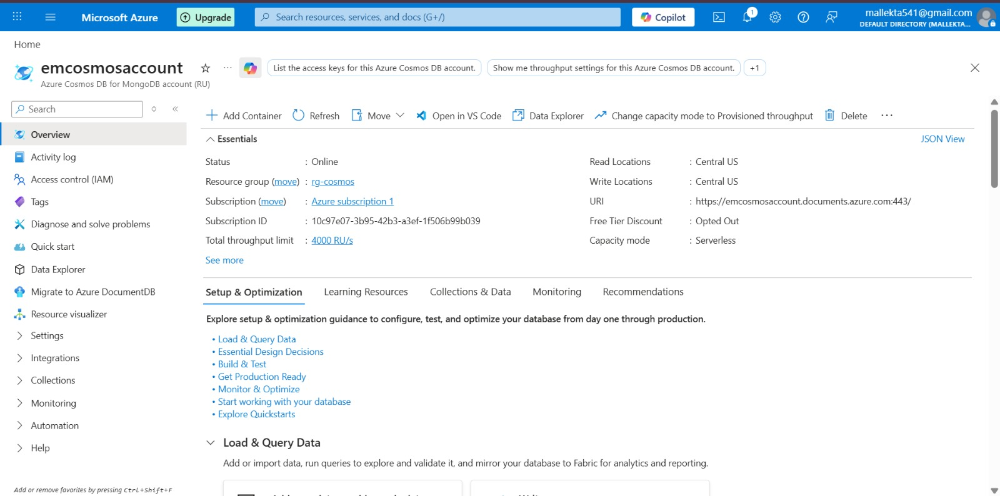 Microsoft Azure
Upgrade
Search resources, services, and docs (G+/)
Copilot
1
mallekta541@gmail.com
DEFAULT DIRECTORY (MALLEKTA...
Home
emcosmosaccount
...
List the access keys for this Azure Cosmos DB account.
Show me throughput settings for this Azure Cosmos DB account.
+1
Azure Cosmos DB for MongoDB account (RU)
Search
Add Container
Refresh
Move
Open in VS Code
Data Explorer
Change capacity mode to Provisioned throughput
Delete
...
Overview
Activity log
Access control (IAM)
Tags
Diagnose and solve problems
Quick start
Data Explorer
Migrate to Azure DocumentDB
Resource visualizer
Settings
Integrations
Collections
Monitoring
Automation
Help
Add or remove favorites by pressing Ctrl+Shift+F
Essentials
JSON View
Status : Online
Resource group (move) : rg-cosmos
Subscription (move) : Azure subscription 1
Subscription ID : 10c97e07-3b95-42b3-a3ef-1f506b99b039
Total throughput limit : 4000 RU/s
See more
Read Locations : Central US
Write Locations : Central US
URI : https://emcosmosaccount.documents.azure.com:443/
Free Tier Discount : Opted Out
Capacity mode : Serverless
Setup & Optimization
Learning Resources
Collections & Data
Monitoring
Recommendations
Explore setup & optimization guidance to configure, test, and optimize your database from day one through production.
• Load & Query Data
• Essential Design Decisions
• Build & Test
• Get Production Ready
• Monitor & Optimize
• Start working with your database
• Explore Quickstarts
Load & Query Data
Add or import data, run queries to explore and validate it, and mirror your database to Fabric for analytics and reporting.